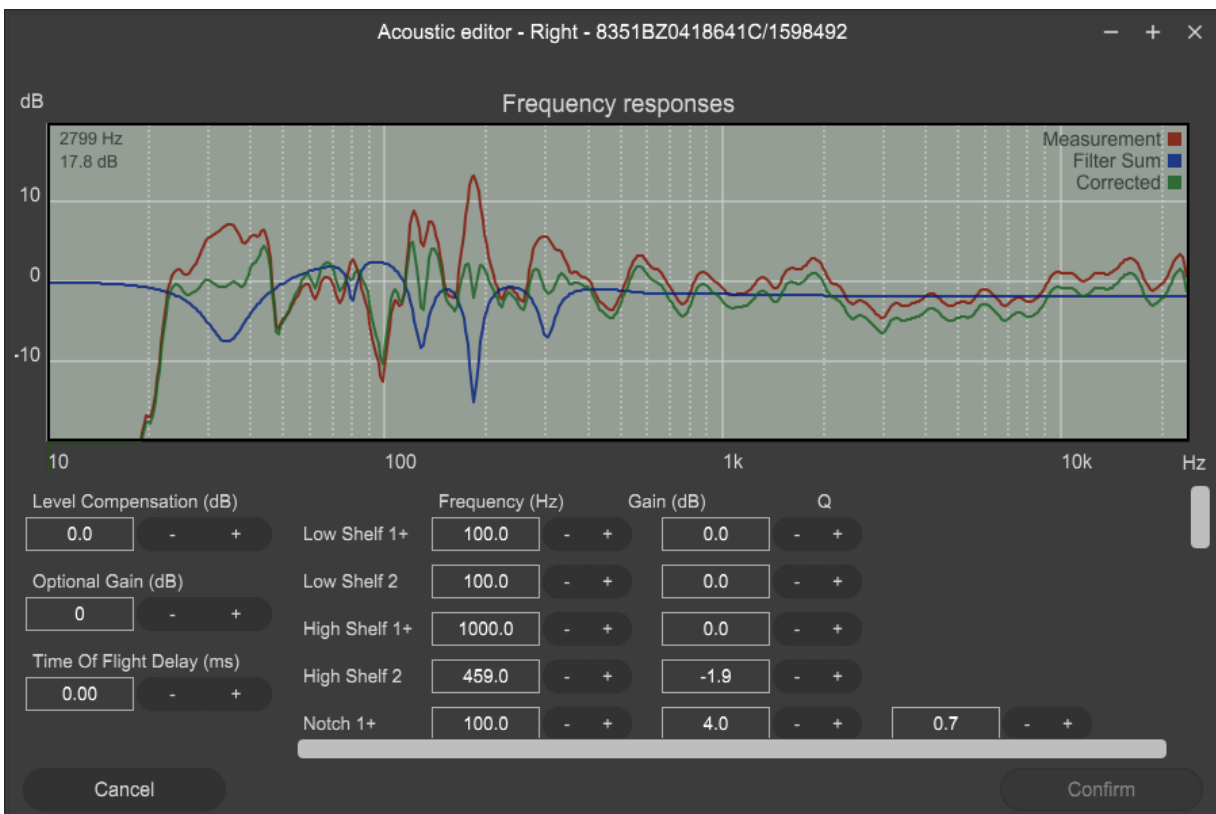 Acoustic editor - Right - 8351BZ0418641C/1598492
dB
Frequency responses
2799 Hz
17.8 dB
Measurement
Filter Sum
Corrected
10
0
-10
10 100 1k 10k Hz
Level Compensation (dB)
0.0 - +
Optional Gain (dB)
0 - +
Time Of Flight Delay (ms)
0.00 - +
Frequency (Hz) Gain (dB) Q
Low Shelf 1+ 100.0 - + 0.0 - +
Low Shelf 2 100.0 - + 0.0 - +
High Shelf 1+ 1000.0 - + 0.0 - +
High Shelf 2 459.0 - + -1.9 - +
Notch 1+ 100.0 - + 4.0 - + 0.7 - +
Cancel
Confirm